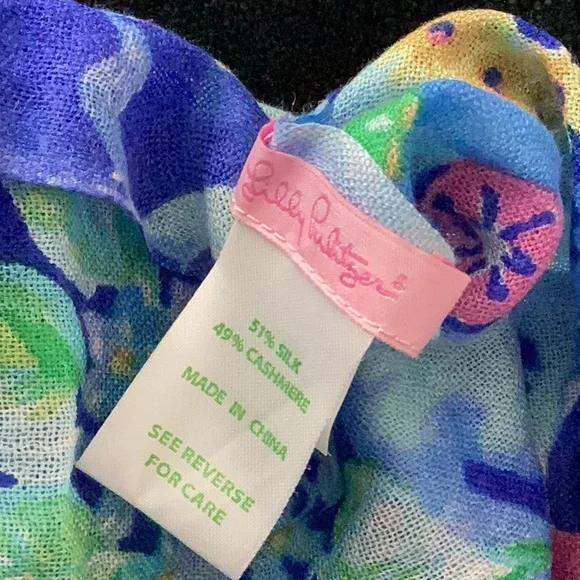 Lilly Pulitzer®
51% SILK
49% CASHMERE
MADE IN CHINA
SEE REVERSE
FOR CARE